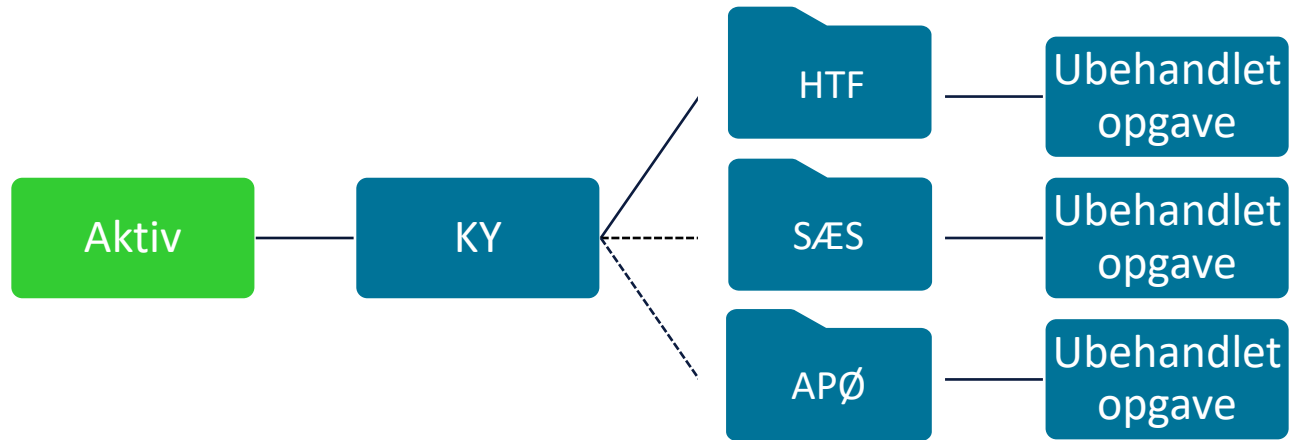 Aktiv
KY
HTF
Ubehandlet
opgave
SÆS
Ubehandlet
opgave
APØ
Ubehandlet
opgave